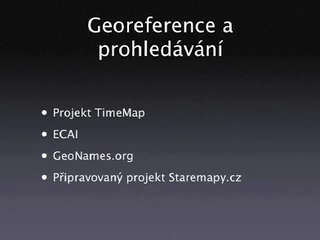 Georeference a
prohledávání
• Projekt TimeMap
• ECAI
• GeoNames.org
• Připravovaný projekt Staremapy.cz